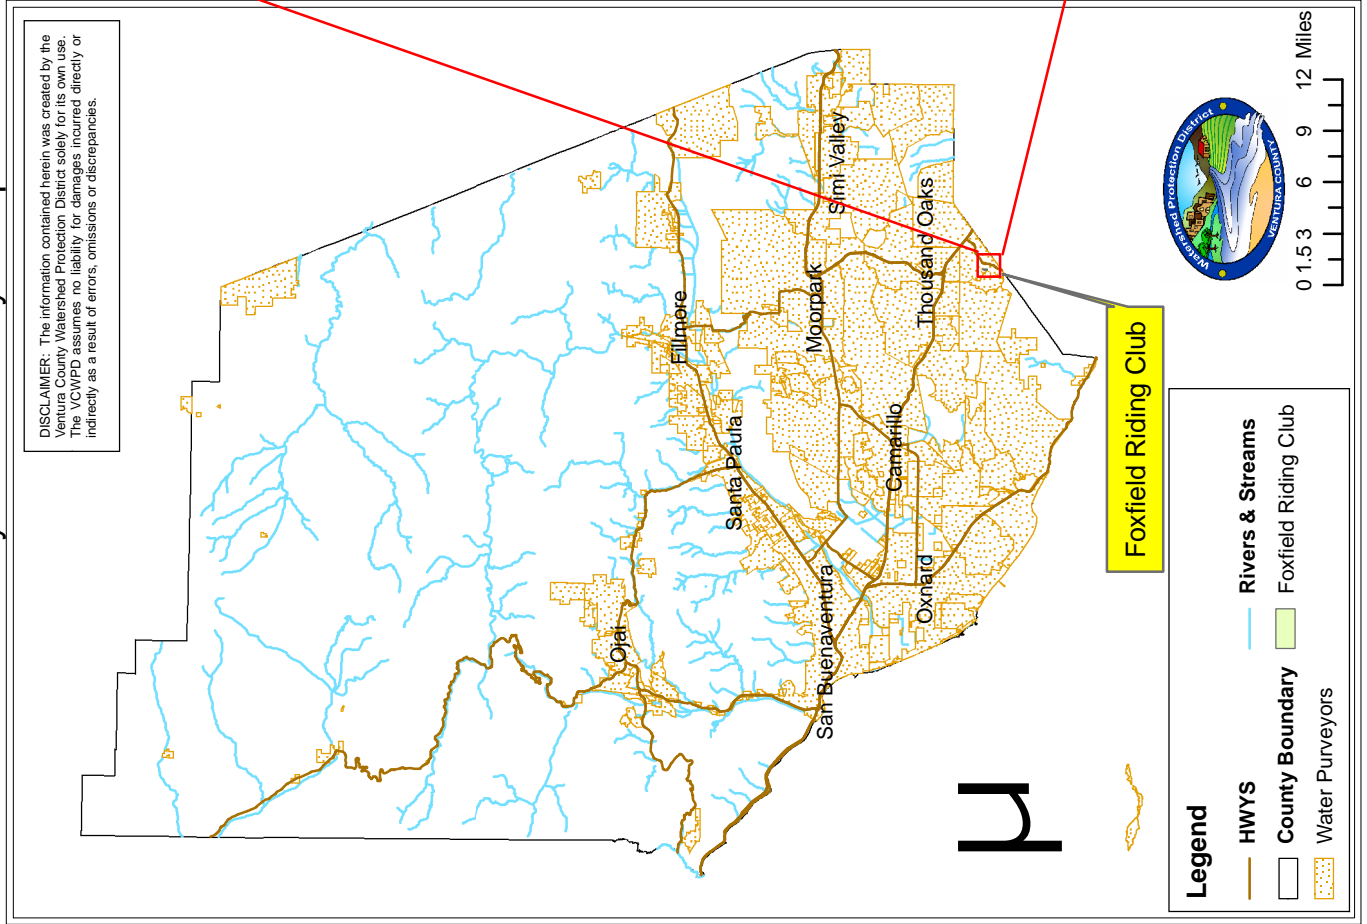 DISCLAIMER: The information contained herein was created by the
Ventura County Watershed Protection District solely for its own use.
The VCWPD assumes no liability for damages incurred directly or
indirectly as a result of errors, omissions or discrepancies.
Ojai
Fillmore
Santa Paula
San Buenaventura
Moorpark
Simi Valley
Camarillo
Thousand Oaks
Oxnard
Foxfield Riding Club
µ
Watershed Protection District
VENTURA COUNTY
0 1.5 3 6 9 12 Miles
Legend
HWYS
Rivers & Streams
County Boundary
Foxfield Riding Club
Water Purveyors